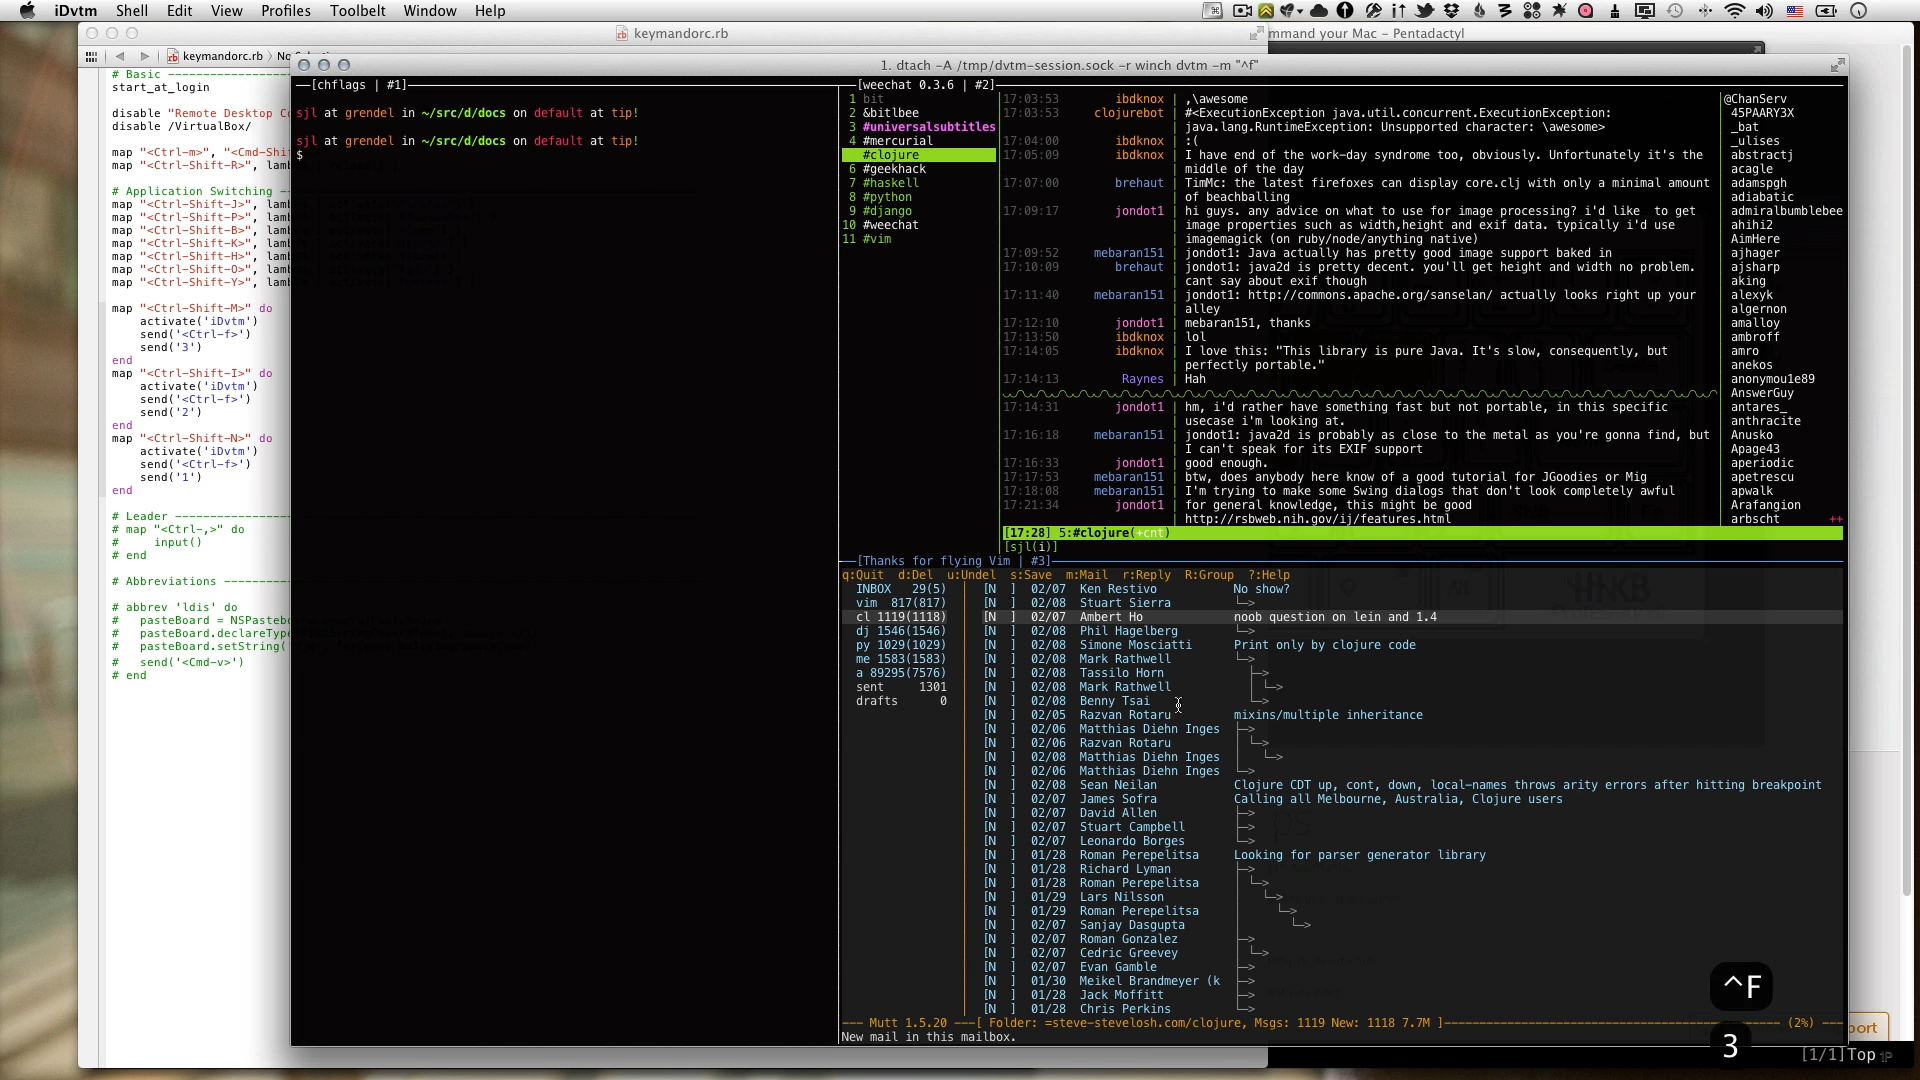 iDvtm Shell Edit View Profiles Toolbelt Window Help
keymandorc.rb
mmand your Mac - Pentadactyl
keymandorc.rb
1. dtach -A /tmp/dvtm-session.sock -r winch dvtm -m "^f"
# Basic
start_at_login
disable "Remote Desktop
disable /VirtualBox/
map "<Ctrl-m>", "<Cmd-Shi
map "<Ctrl-Shift-R>", lamb
# Application Switching
map "<Ctrl-Shift-J>", lamb
map "<Ctrl-Shift-P>", lamb
map "<Ctrl-Shift-B>", lamb
map "<Ctrl-Shift-K>", lamb
map "<Ctrl-Shift-H>", lamb
map "<Ctrl-Shift-E>", lamb
map "<Ctrl-Shift-O>", lamb
map "<Ctrl-Shift-Y>", lamb
map "<Ctrl-Shift-M>" do
activate('iDvtm')
send('<Ctrl-f>')
send('3')
end
map "<Ctrl-Shift-I>" do
activate('iDvtm')
send('<Ctrl-f>')
send('2')
end
map "<Ctrl-Shift-N>" do
activate('iDvtm')
send('<Ctrl-f>')
send('1')
end
# Leader
# map "<Ctrl-,>" do
# input()
# end
# Abbreviations
# abbrev 'ldis' do
# pasteBoard = NSPastebo
# pasteBoard.declareType
# pasteBoard.setString(
# send('<Cmd-v>')
# end
[chflags | #1]
sjl at grendel in ~/src/d/docs on default at tip!
sjl at grendel in ~/src/d/docs on default at tip!
$
[weechat 0.3.6 | #2]
1 bit
2 &bitlbee
3 #universalsubtitles
4 #mercurial
#clojure
6 #geekhack
7 #haskell
8 #python
9 #django
10 #weechat
11 #vim
17:03:53 ibdknox | ,\awesome
17:03:53 clojurebot | #<ExecutionException java.util.concurrent.ExecutionException:
| java.lang.RuntimeException: Unsupported character: \awesome>
17:04:00 ibdknox | :(
17:05:09 ibdknox | I have end of the work-day syndrome too, obviously. Unfortunately it's the
| middle of the day
17:07:00 brehaut | TimMc: the latest firefoxes can display core.clj with only a minimal amount
| of beachballing
17:09:17 jondot1 | hi guys. any advice on what to use for image processing? i'd like to get
| image properties such as width,height and exif data. typically i'd use
| imagemagick (on ruby/node/anything native)
17:09:52 mebaran151 | jondot1: Java actually has pretty good image support baked in
17:10:09 brehaut | jondot1: java2d is pretty decent. you'll get height and width no problem.
| cant say about exif though
17:11:40 mebaran151 | jondot1: http://commons.apache.org/sanselan/ actually looks right up your
| alley
17:12:10 jondot1 | mebaran151, thanks
17:13:50 ibdknox | lol
17:14:05 ibdknox | I love this: "This library is pure Java. It's slow, consequently, but
| perfectly portable."
17:14:13 Raynes | Hah
17:14:31 jondot1 | hm, i'd rather have something fast but not portable, in this specific
| usecase i'm looking at.
17:16:18 mebaran151 | jondot1: java2d is probably as close to the metal as you're gonna find, but
| I can't speak for its EXIF support
17:16:33 jondot1 | good enough.
17:17:53 mebaran151 | btw, does anybody here know of a good tutorial for JGoodies or Mig
17:18:08 mebaran151 | I'm trying to make some Swing dialogs that don't look completely awful
17:21:34 jondot1 | for general knowledge, this might be good
| http://rsbweb.nih.gov/ij/features.html
[17:28] 5:#clojure(+cnt)
[sjl(i)]
@ChanServ
45PAARY3X
_bat
_ulises
abstractj
acagle
adamspgh
adiabatic
admiralbumblebee
ahihi2
AimHere
ajhager
ajsharp
aking
alexyk
algernon
amalloy
ambroff
amro
anekos
anonymou1e89
AnswerGuy
antares_
anthracite
Anusko
Apage43
aperiodic
apetrescu
apwalk
Arafangion
arbscht ++
[Thanks for flying Vim | #3]
q:Quit d:Del u:Undel s:Save m:Mail r:Reply R:Group ?:Help
INBOX 29(5)
vim 817(817)
cl 1119(1118)
dj 1546(1546)
py 1029(1029)
me 1583(1583)
a 89295(7576)
sent 1301
drafts 0
[N ] 02/07 Ken Restivo No show?
[N ] 02/08 Stuart Sierra └─>
[N ] 02/07 Ambert Ho noob question on lein and 1.4
[N ] 02/08 Phil Hagelberg └─>
[N ] 02/08 Simone Mosciatti Print only by clojure code
[N ] 02/08 Mark Rathwell └─>
[N ] 02/08 Tassilo Horn ├─>
[N ] 02/08 Mark Rathwell │ └─>
[N ] 02/08 Benny Tsai └─>
[N ] 02/05 Razvan Rotaru mixins/multiple inheritance
[N ] 02/06 Matthias Diehn Inges ├─>
[N ] 02/06 Razvan Rotaru │ └─>
[N ] 02/08 Matthias Diehn Inges │ └─>
[N ] 02/06 Matthias Diehn Inges └─>
[N ] 02/08 Sean Neilan Clojure CDT up, cont, down, local-names throws arity errors after hitting breakpoint
[N ] 02/07 James Sofra Calling all Melbourne, Australia, Clojure users
[N ] 02/07 David Allen ├─>
[N ] 02/07 Stuart Campbell ├─>
[N ] 02/07 Leonardo Borges └─>
[N ] 01/28 Roman Perepelitsa Looking for parser generator library
[N ] 01/28 Richard Lyman ├─>
[N ] 01/28 Roman Perepelitsa │ └─>
[N ] 01/29 Lars Nilsson │ └─>
[N ] 01/29 Roman Perepelitsa │ └─>
[N ] 02/07 Sanjay Dasgupta │ └─>
[N ] 02/07 Roman Gonzalez ├─>
[N ] 02/07 Cedric Greevey │ └─>
[N ] 02/07 Evan Gamble ├─>
[N ] 01/30 Meikel Brandmeyer (k ├─>
[N ] 01/28 Jack Moffitt ├─>
[N ] 01/28 Chris Perkins ├─>
--- Mutt 1.5.20 ---[ Folder: =steve-stevelosh.com/clojure, Msgs: 1119 New: 1118 7.7M ]--- (2%) ---
New mail in this mailbox.
^F
3
port
[1/1] Top